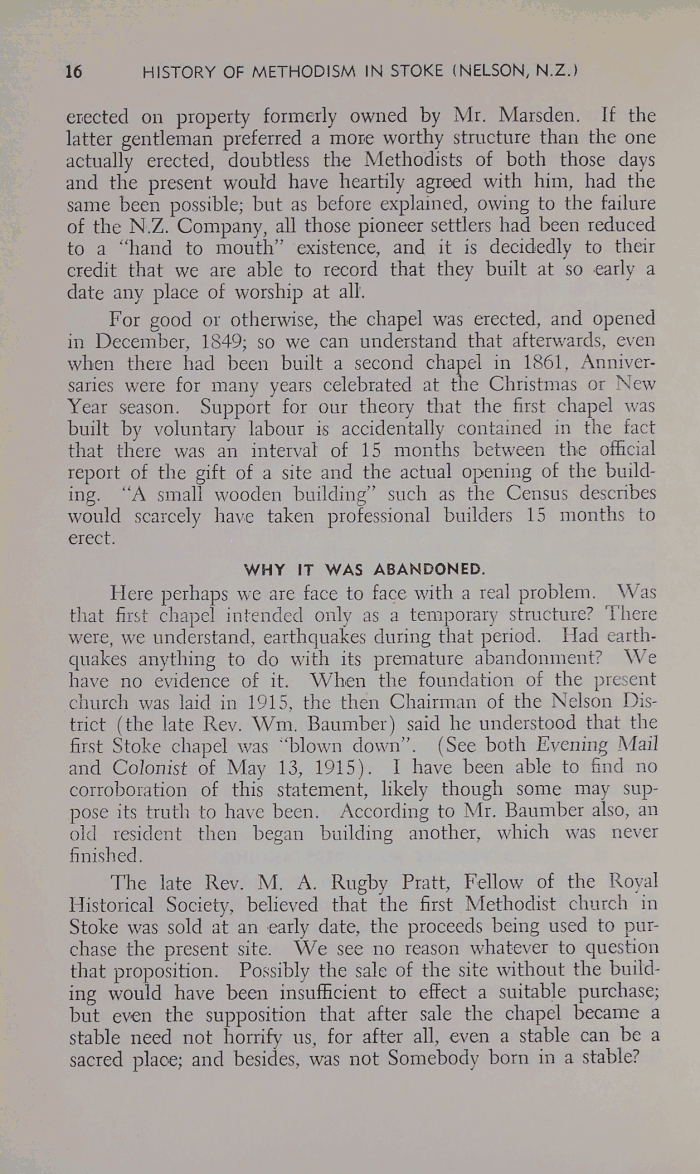 16 HISTORY OF METHODISM IN STOKE (NELSON, N.Z.)
erected on property formerly owned by Mr. Marsden. If the
latter gentleman preferred a more worthy structure than the one
actually erected, doubtless the Methodists of both those days
and the present would have heartily agreed with him, had the
same been possible; but as before explained, owing to the failure
of the N.Z. Company, all those pioneer settlers had been reduced
to a “hand to mouth” existence, and it is decidedly to their
credit that we are able to record that they built at so early a
date any place of worship at all.
For good or otherwise, the chapel was erected, and opened
in December, 1849; so we can understand that afterwards, even
when there had been built a second chapel in 1861, Anniver-
saries were for many years celebrated at the Christmas or New
Year season. Support for our theory that the first chapel was
built by voluntary labour is accidentally contained in the fact
that there was an interval of 15 months between the official
report of the gift of a site and the actual opening of the build-
ing. “A small wooden building” such as the Census describes
would scarcely have taken professional builders 15 months to
erect.
WHY IT WAS ABANDONED.
Here perhaps we are face to face with a real problem. Was
that first chapel intended only as a temporary structure? There
were, we understand, earthquakes during that period. Had earth-
quakes anything to do with its premature abandonment? We
have no evidence of it. When the foundation of the present
church was laid in 1915, the then Chairman of the Nelson Dis-
trict (the late Rev. Wm. Baumber) said he understood that the
first Stoke chapel was “blown down”. (See both Evening Mail
and Colonist of May 13, 1915). I have been able to find no
corroboration of this statement, likely though some may sup-
pose its truth to have been. According to Mr. Baumber also, an
old resident then began building another, which was never
finished.
The late Rev. M. A. Rugby Pratt, Fellow of the Royal
Historical Society, believed that the first Methodist church in
Stoke was sold at an early date, the proceeds being used to pur-
chase the present site. We see no reason whatever to question
that proposition. Possibly the sale of the site without the build-
ing would have been insufficient to effect a suitable purchase;
but even the supposition that after sale the chapel became a
stable need not horrify us, for after all, even a stable can be a
sacred place; and besides, was not Somebody born in a stable?